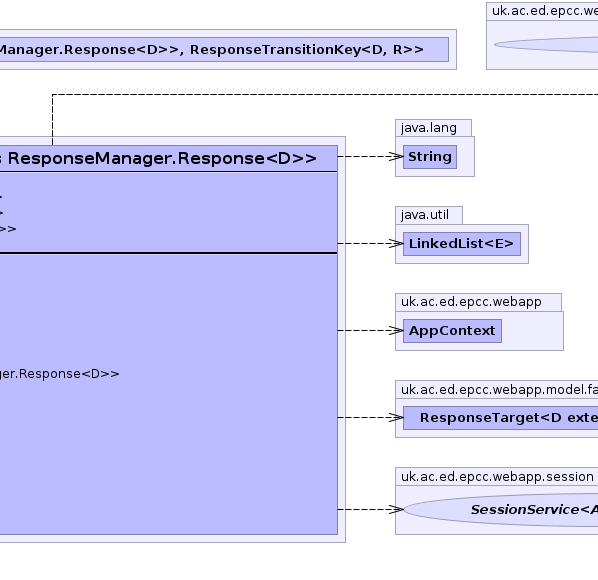 uk.ac.ed.epcc.we
Manager.Response<D>>, ResponseTransitionKey<D, R>>
java.lang
s ResponseManager.Response<D>>
String
>>
java.util
LinkedList<E>
uk.ac.ed.epcc.webapp
AppContext
ger.Response<D>>
uk.ac.ed.epcc.webapp.model.fa
ResponseTarget<D exte
uk.ac.ed.epcc.webapp.session
SessionService<A